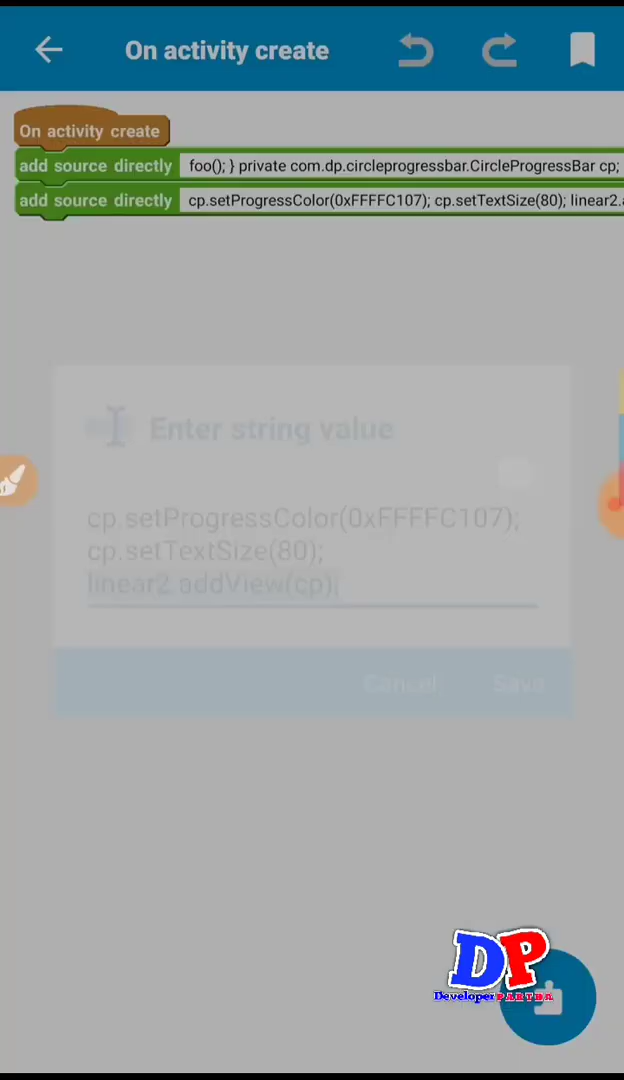 On activity create
On activity create
add source directly foo(); } private com.dp.circleprogressbar.CircleProgressBar cp;
add source directly cp.setProgressColor(0xFFFFC107); cp.setTextSize(80); linear2.
Enter string value
cp.setProgressColor(0xFFFFC107);
cp.setTextSize(80);
linear2.addView(cp);
Cancel Save
DP
Developer PARTHA